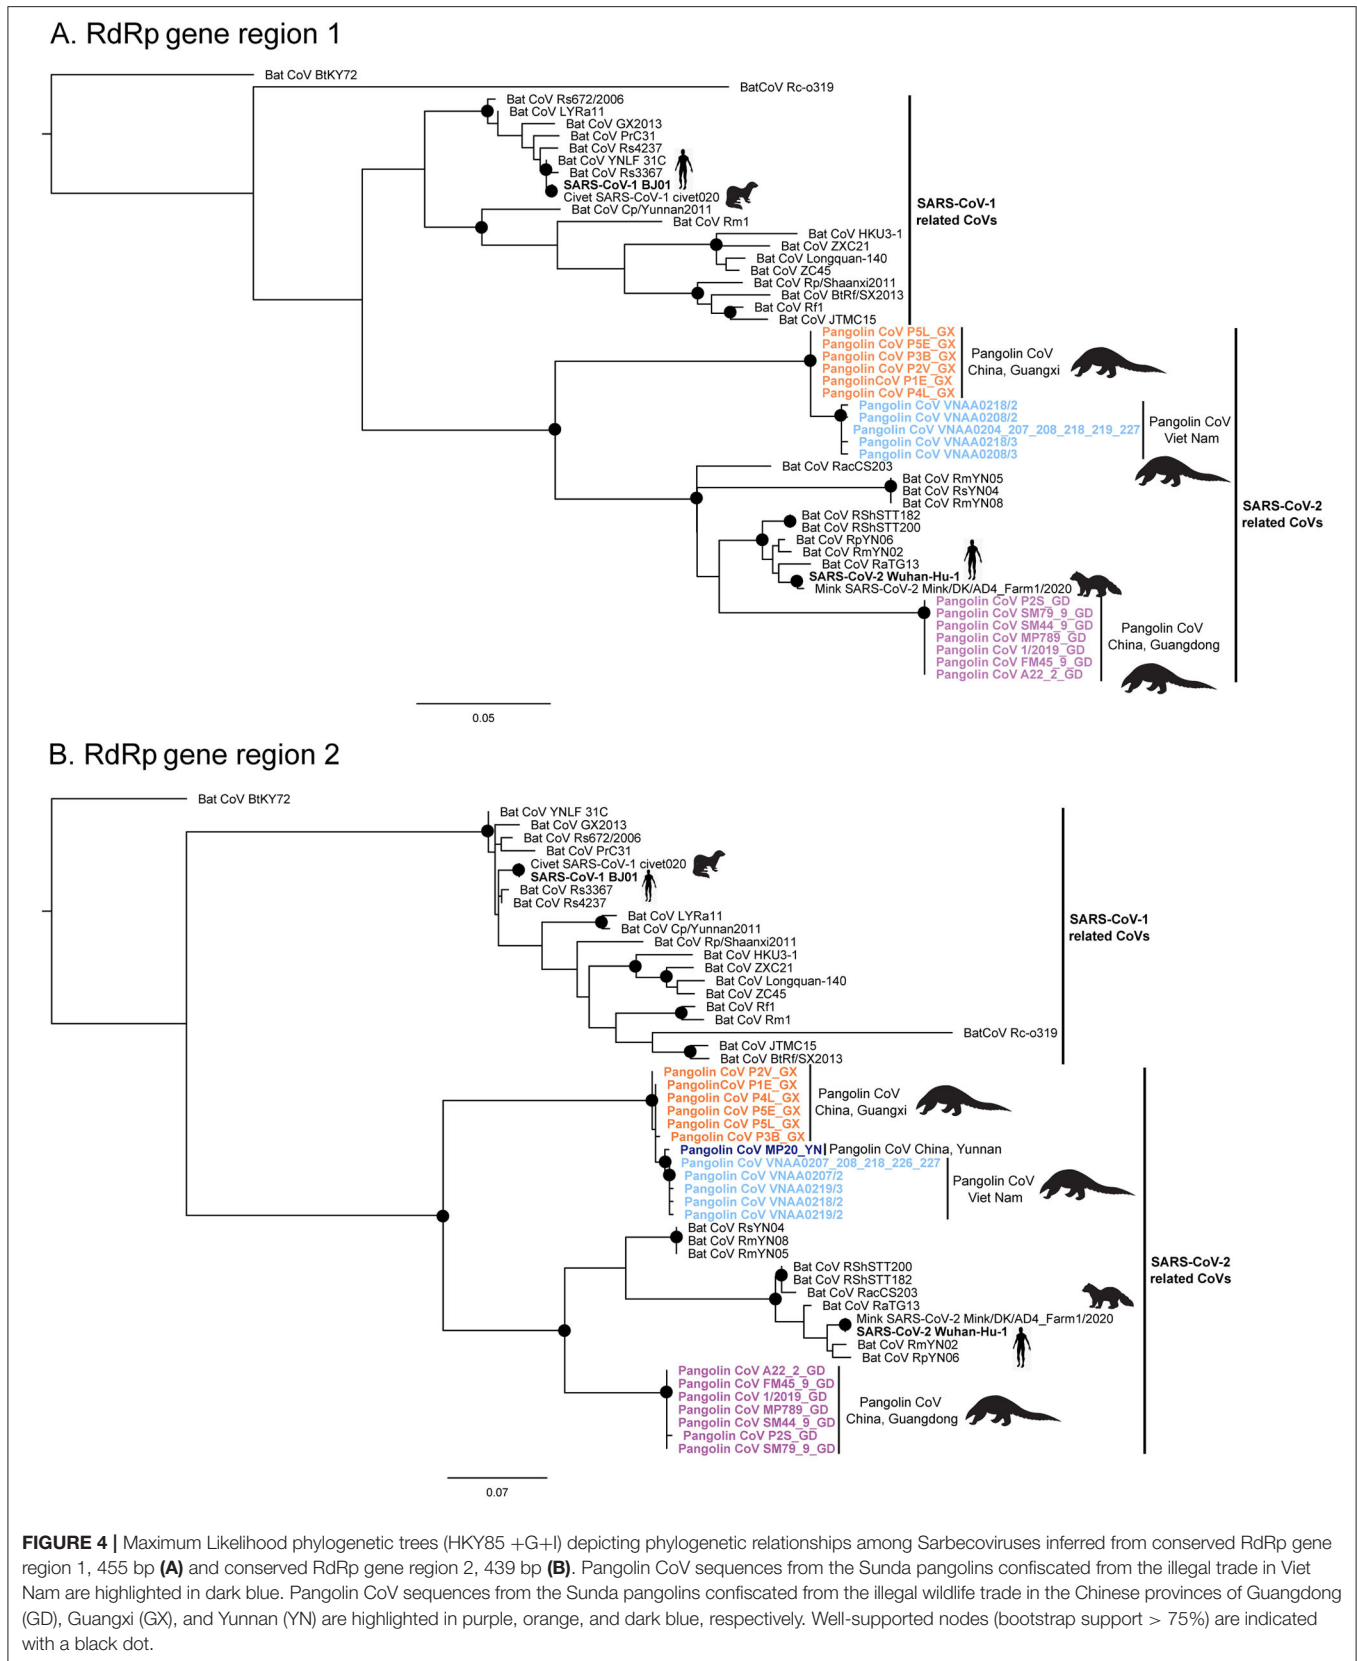 A. RdRp gene region 1
Bat CoV BtKY72
BatCoV Rc-o319
Bat CoV Rs672/2006
Bat CoV LYRa11
Bat CoV GX2013
Bat CoV PrC31
Bat CoV Rs4237
Bat CoV YNLF 31C
Bat CoV Rs3367
SARS-CoV-1 BJ01
Civet SARS-CoV-1 civet020
Bat CoV Cp/Yunnan2011
Bat CoV Rm1
Bat CoV HKU3-1
Bat CoV ZXC21
Bat CoV Longquan-140
Bat CoV ZC45
Bat CoV Rp/Shaanxi2011
Bat CoV BtRf/SX2013
Bat CoV Rf1
Bat CoV JTMC15
SARS-CoV-1
related CoVs
Pangolin CoV P5L_GX
Pangolin CoV P5E_GX
Pangolin CoV P3B_GX
Pangolin CoV P2V_GX
PangolinCoV P1E_GX
Pangolin CoV P4L_GX
Pangolin CoV
China, Guangxi
Pangolin CoV VNAA0218/2
Pangolin CoV VNAA0208/2
Pangolin CoV VNAA0204_207_208_218_219_227
Pangolin CoV VNAA0218/3
Pangolin CoV VNAA0208/3
Pangolin CoV
Viet Nam
Bat CoV RacCS203
Bat CoV RmYN05
Bat CoV RsYN04
Bat CoV RmYN08
Bat CoV RShSTT182
Bat CoV RShSTT200
Bat CoV RpYN06
Bat CoV RmYN02
Bat CoV RaTG13
SARS-CoV-2 Wuhan-Hu-1
Mink SARS-CoV-2 Mink/DK/AD4_Farm1/2020
SARS-CoV-2
related CoVs
Pangolin CoV P2S_GD
Pangolin CoV SM79_9_GD
Pangolin CoV SM44_9_GD
Pangolin CoV MP789_GD
Pangolin CoV 1/2019_GD
Pangolin CoV FM45_9_GD
Pangolin CoV A22_2_GD
Pangolin CoV
China, Guangdong
0.05
B. RdRp gene region 2
Bat CoV BtKY72
Bat CoV YNLF 31C
Bat CoV GX2013
Bat CoV Rs672/2006
Bat CoV PrC31
Civet SARS-CoV-1 civet020
SARS-CoV-1 BJ01
Bat CoV Rs3367
Bat CoV Rs4237
Bat CoV LYRa11
Bat CoV Cp/Yunnan2011
Bat CoV Rp/Shaanxi2011
Bat CoV HKU3-1
Bat CoV ZXC21
Bat CoV Longquan-140
Bat CoV ZC45
Bat CoV Rf1
Bat CoV Rm1
BatCoV Rc-o319
Bat CoV JTMC15
Bat CoV BtRf/SX2013
SARS-CoV-1
related CoVs
Pangolin CoV P2V_GX
PangolinCoV P1E_GX
Pangolin CoV P4L_GX
Pangolin CoV P5E_GX
Pangolin CoV P5L_GX
Pangolin CoV P3B_GX
Pangolin CoV
China, Guangxi
Pangolin CoV MP20_YN
Pangolin CoV China, Yunnan
Pangolin CoV VNAA0207_208_218_226_227
Pangolin CoV VNAA0207/2
Pangolin CoV VNAA0219/3
Pangolin CoV VNAA0218/2
Pangolin CoV VNAA0219/2
Pangolin CoV
Viet Nam
Bat CoV RsYN04
Bat CoV RmYN08
Bat CoV RmYN05
Bat CoV RShSTT200
Bat CoV RShSTT182
Bat CoV RacCS203
Bat CoV RaTG13
Mink SARS-CoV-2 Mink/DK/AD4_Farm1/2020
SARS-CoV-2 Wuhan-Hu-1
Bat CoV RmYN02
Bat CoV RpYN06
SARS-CoV-2
related CoVs
Pangolin CoV A22_2_GD
Pangolin CoV FM45_9_GD
Pangolin CoV 1/2019_GD
Pangolin CoV MP789_GD
Pangolin CoV SM44_9_GD
Pangolin CoV P2S_GD
Pangolin CoV SM79_9_GD
Pangolin CoV
China, Guangdong
0.07
FIGURE 4 | Maximum Likelihood phylogenetic trees (HKY85 +G+I) depicting phylogenetic relationships among Sarbecoviruses inferred from conserved RdRp gene
region 1, 455 bp (A) and conserved RdRp gene region 2, 439 bp (B). Pangolin CoV sequences from the Sunda pangolins confiscated from the illegal trade in Viet
Nam are highlighted in dark blue. Pangolin CoV sequences from the Sunda pangolins confiscated from the illegal wildlife trade in the Chinese provinces of Guangdong
(GD), Guangxi (GX), and Yunnan (YN) are highlighted in purple, orange, and dark blue, respectively. Well-supported nodes (bootstrap support > 75%) are indicated
with a black dot.